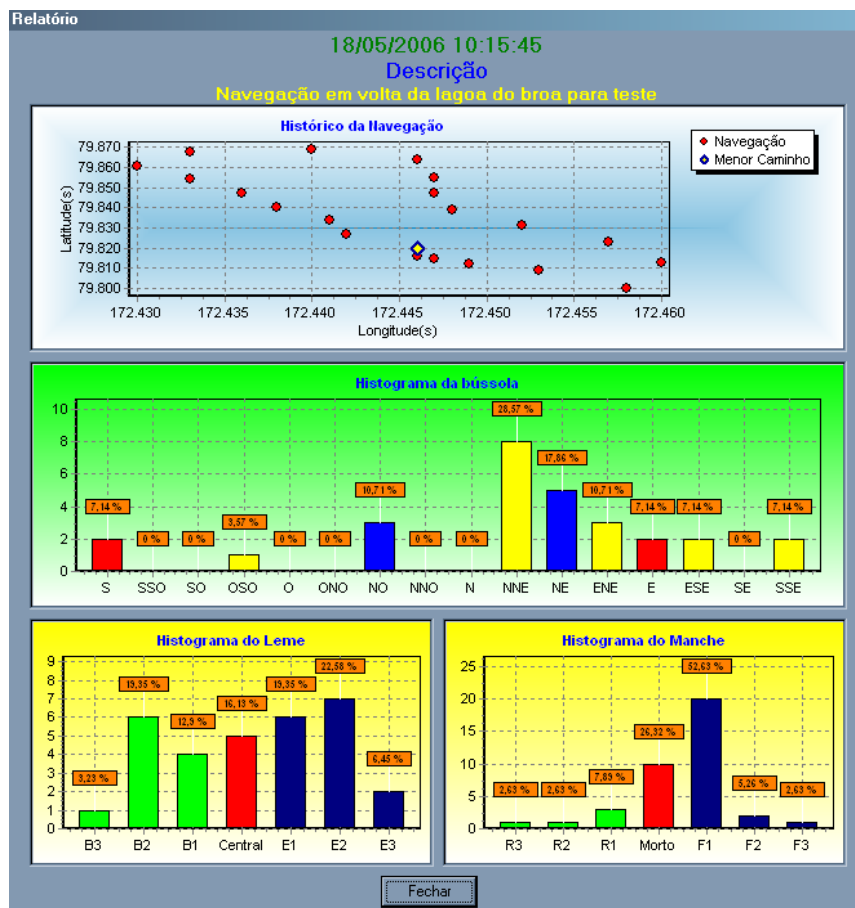 Relatório
18/05/2006 10:15:45
Descrição
Navegação em volta da lagoa do broa para teste
Histórico da Navegação
Latitude(s)
79.870
79.860
79.850
79.840
79.830
79.820
79.810
79.800
172.430 172.435 172.440 172.445 172.450 172.455 172.460
Longitude(s)
Navegação
Menor Caminho
Histograma da bússola
10
8
6
4
2
0
7,14 % 0 % 0 % 3,57 % 0 % 0 % 10,71 % 0 % 0 % 28,57 % 17,86 % 10,71 % 7,14 % 7,14 % 0 % 7,14 %
S SSO SO OSO O ONO NO NNO N NNE NE ENE E ESE SE SSE
Histograma do Leme
9
8
7
6
5
4
3
2
1
0
3,23 % 19,35 % 12,9 % 16,13 % 19,35 % 22,58 % 6,45 %
B3 B2 B1 Central E1 E2 E3
Histograma do Manche
25
20
15
10
5
0
2,63 % 2,63 % 7,89 % 26,32 % 52,63 % 5,26 % 2,63 %
R3 R2 R1 Morto F1 F2 F3
Fechar